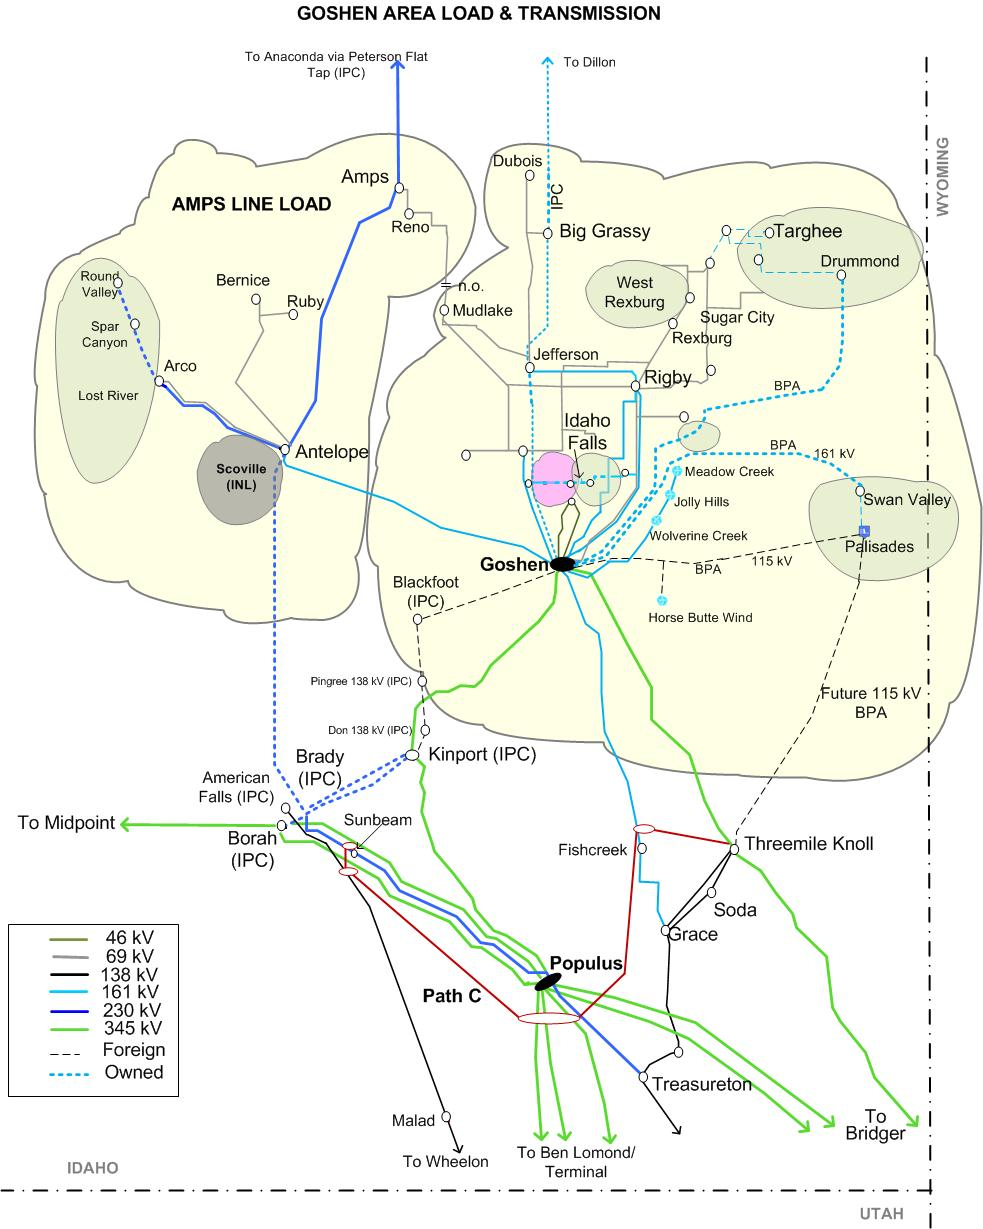 GOSHEN AREA LOAD & TRANSMISSION
To Anaconda via Peterson Flat
Tap (IPC)
To Dillon
WYOMING
Dubois
IPC
Amps
AMPS LINE LOAD
Reno
Big Grassy
Targhee
Drummond
Round
Valley
Bernice
Ruby
= n.o.
Mudlake
West
Rexburg
Sugar City
Rexburg
Spar
Canyon
Arco
Lost River
Jefferson
Rigby
BPA
Idaho
Falls
Antelope
Scoville
(INL)
BPA
161 kV
Meadow Creek
Jolly Hills
Swan Valley
Wolverine Creek
Palisades
Goshen
BPA
115 kV
Blackfoot
(IPC)
Horse Butte Wind
Pingree 138 kV (IPC)
Future 115 kV
BPA
Don 138 kV (IPC)
Kinport (IPC)
Brady
(IPC)
American
Falls (IPC)
To Midpoint
Borah
(IPC)
Sunbeam
Fishcreek
Threemile Knoll
Soda
Grace
46 kV
69 kV
138 kV
161 kV
230 kV
345 kV
Foreign
Owned
Populus
Path C
Treasureton
Malad
To Wheelon
To Ben Lomond/
Terminal
To
Bridger
IDAHO
UTAH